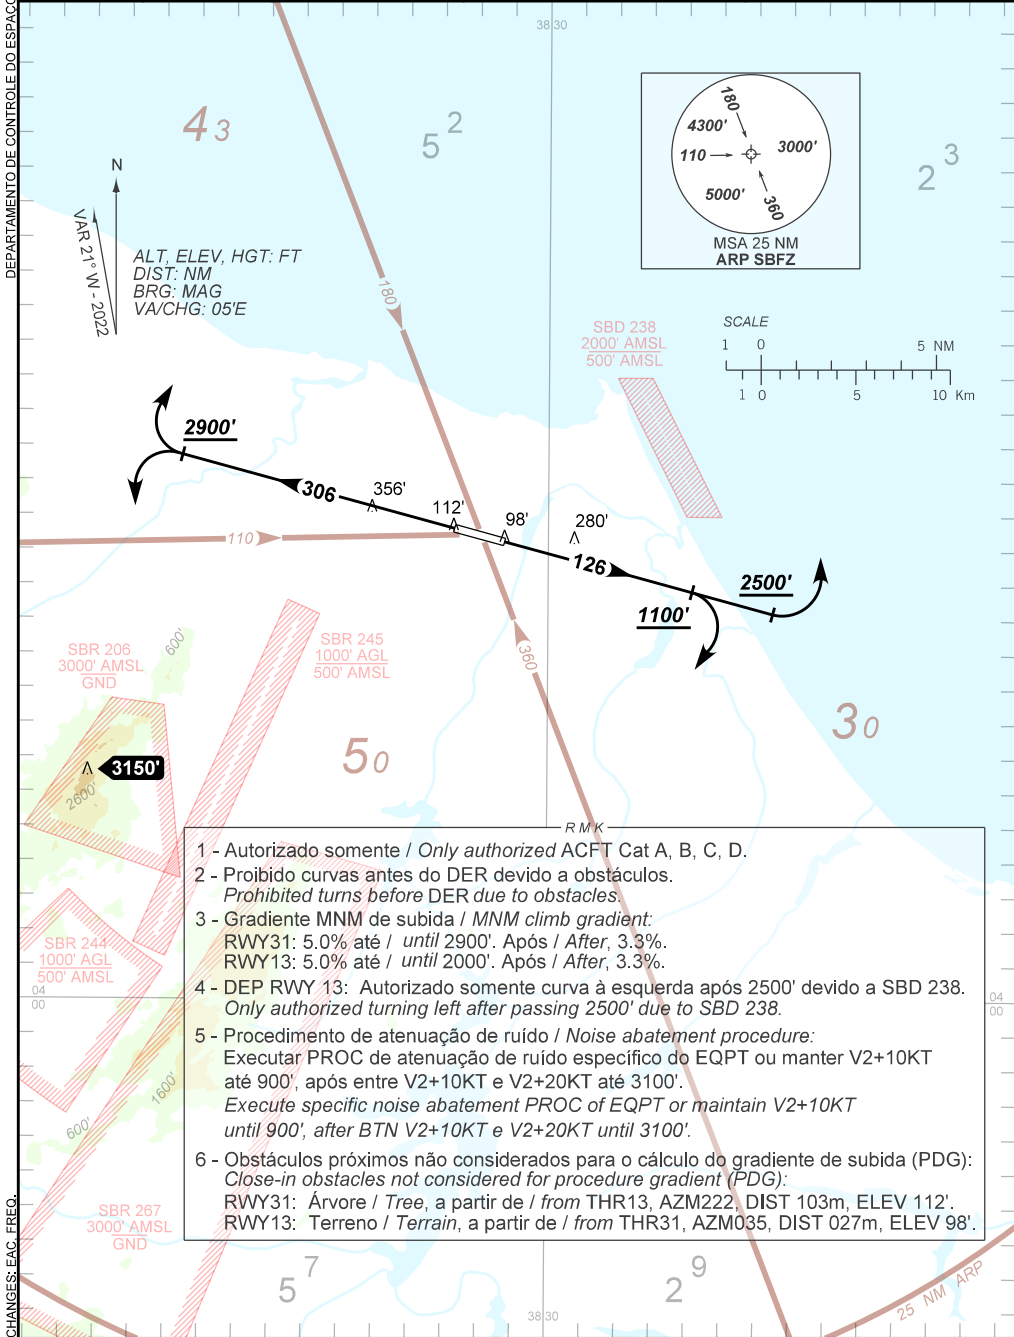 DEPARTAMENTO DE CONTROLE DO ESPAÇO
38 30
4 3
5 2
2 3
180
4300'
3000'
110
5000'
360
MSA 25 NM
ARP SBFZ
N
VAR 21° W - 2022
ALT, ELEV, HGT: FT
DIST: NM
BRG: MAG
VA/CHG: 05'E
180
SBD 238
2000' AMSL
500' AMSL
SCALE
1 0 5 NM
1 0 5 10 Km
2900'
306
356'
112'
98'
280'
110
126
2500'
1100'
360
600'
SBR 206
3000' AMSL
GND
SBR 245
1000' AGL
500' AMSL
3 0
5 0
3150'
2600'
RMK
1 - Autorizado somente / Only authorized ACFT Cat A, B, C, D.
2 - Proibido curvas antes do DER devido a obstáculos.
Prohibited turns before DER due to obstacles.
3 - Gradiente MNM de subida / MNM climb gradient:
RWY31: 5.0% até / until 2900'. Após / After, 3.3%.
RWY13: 5.0% até / until 2000'. Após / After, 3.3%.
4 - DEP RWY 13: Autorizado somente curva à esquerda após 2500' devido a SBD 238.
Only authorized turning left after passing 2500' due to SBD 238.
5 - Procedimento de atenuação de ruído / Noise abatement procedure:
Executar PROC de atenuação de ruído específico do EQPT ou manter V2+10KT
até 900', após entre V2+10KT e V2+20KT até 3100'.
Execute specific noise abatement PROC of EQPT or maintain V2+10KT
until 900', after BTN V2+10KT e V2+20KT until 3100'.
6 - Obstáculos próximos não considerados para o cálculo do gradiente de subida (PDG):
Close-in obstacles not considered for procedure gradient (PDG):
RWY31: Árvore / Tree, a partir de / from THR13, AZM222, DIST 103m, ELEV 112'.
RWY13: Terreno / Terrain, a partir de / from THR31, AZM035, DIST 027m, ELEV 98'.
SBR 244
1000' AGL
500' AMSL
04
00
04
00
1600'
600'
SBR 267
3000' AMSL
GND
5 7
2 9
38 30
25 NM ARP
CHANGES: EAC, FREQ.